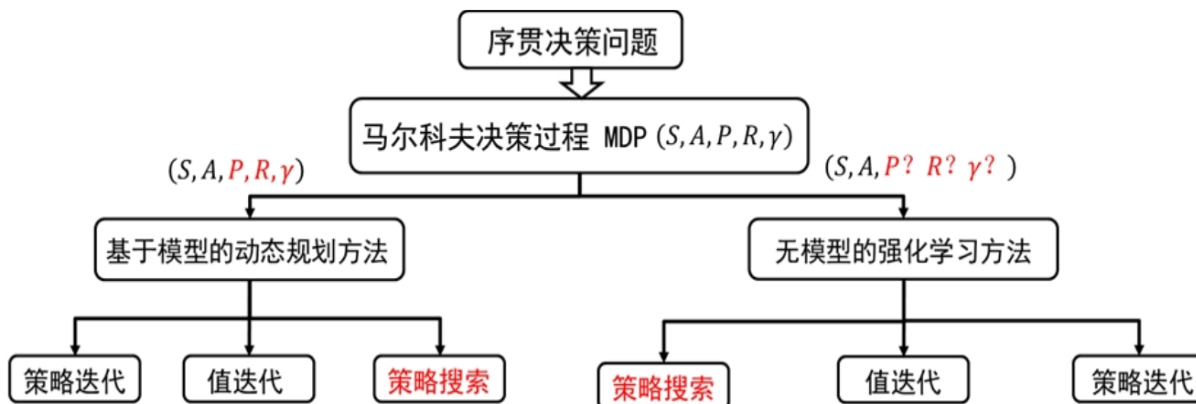 序贯决策问题
马尔科夫决策过程 MDP (S, A, P, R, γ)
(S, A, P, R, γ)
(S, A, P? R? γ? )
基于模型的动态规划方法
无模型的强化学习方法
策略迭代
值迭代
策略搜索
策略搜索
值迭代
策略迭代